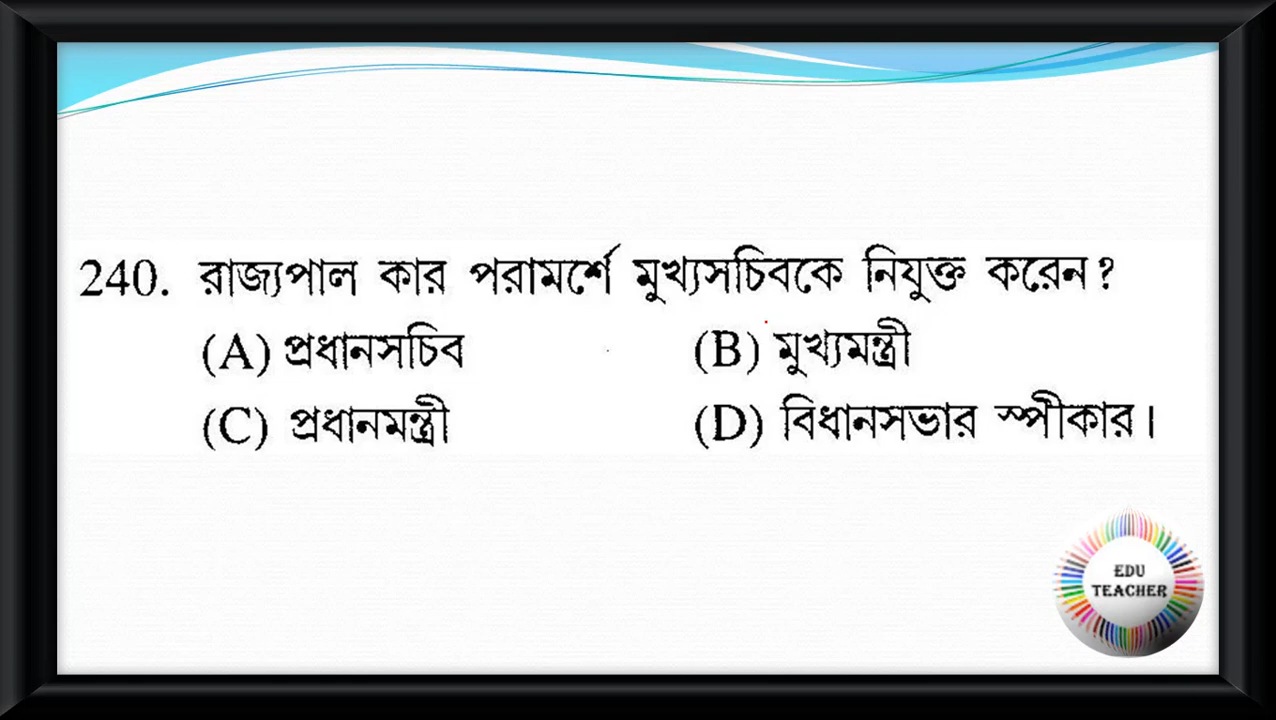 240. রাজ্যপাল কার পরামর্শে মুখ্যসচিবকে নিযুক্ত করেন?
(A) প্রধানসচিব (B) মুখ্যমন্ত্রী
(C) প্রধানমন্ত্রী (D) বিধানসভার স্পীকার।
EDU
TEACHER